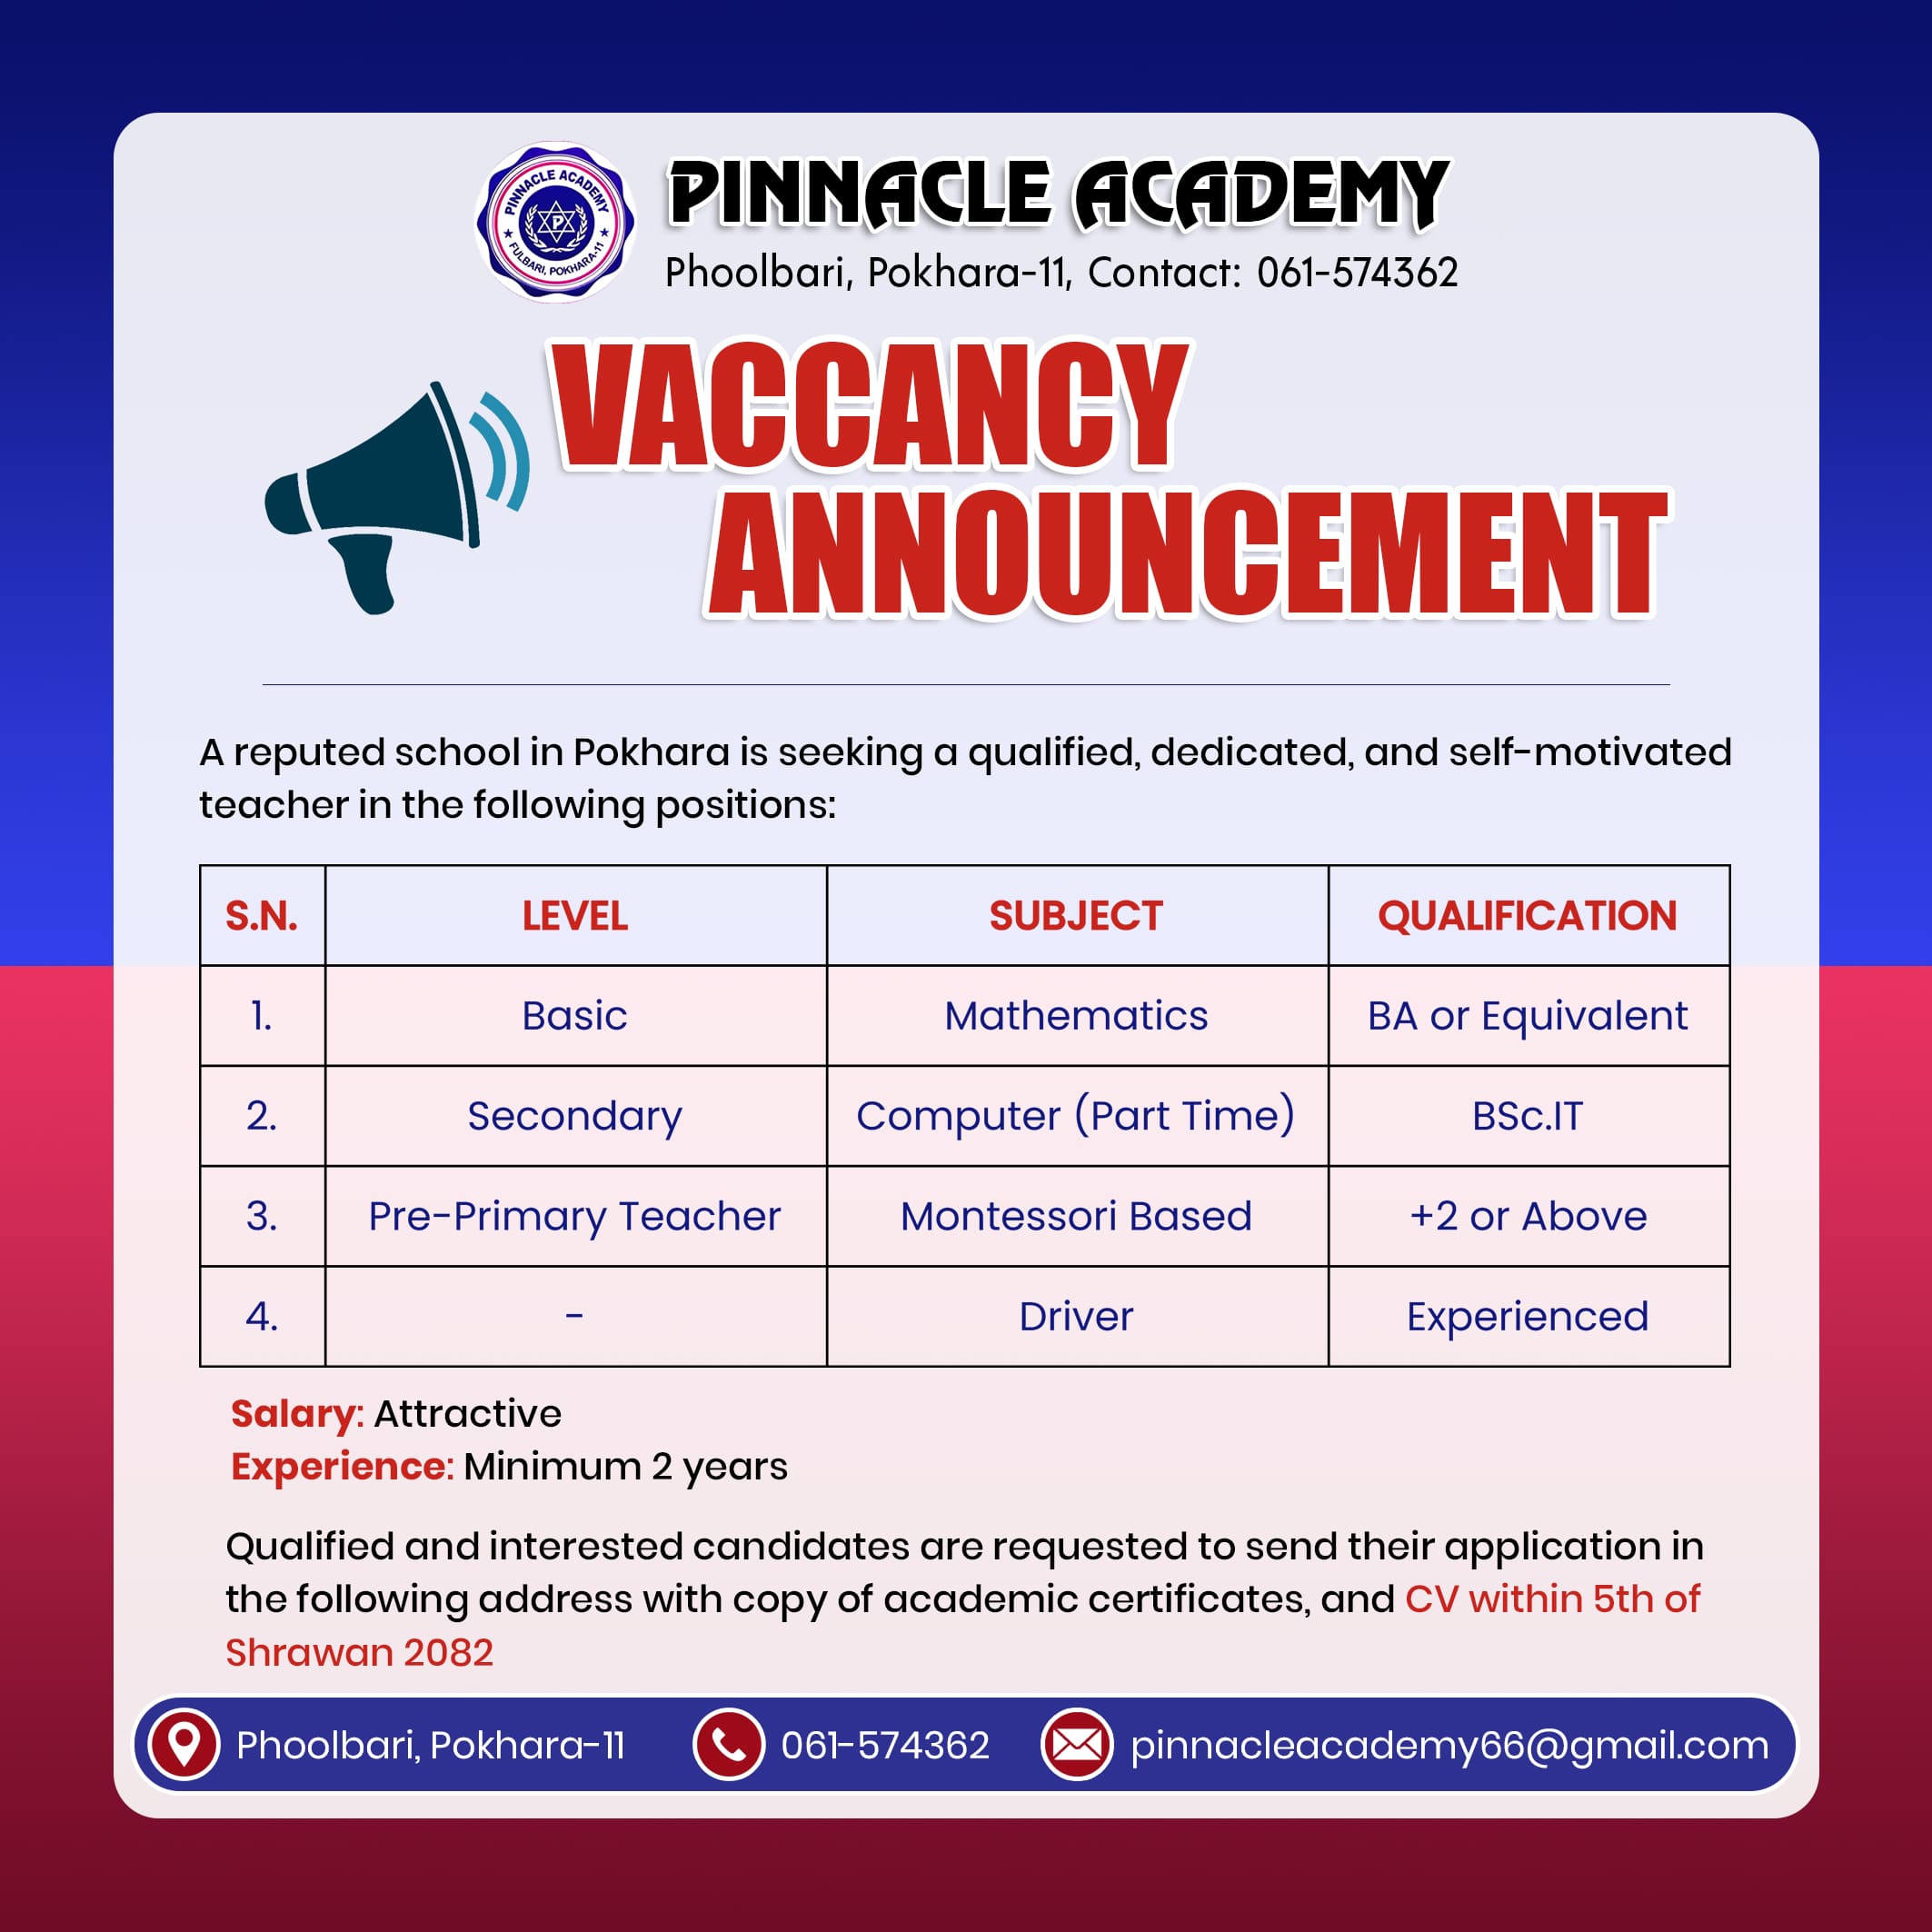 PINNACLE ACADEMY
P
FULBARI, POKHARA-11
PINNACLE ACADEMY
Phoolbari, Pokhara-11, Contact: 061-574362
VACCANCY
ANNOUNCEMENT
A reputed school in Pokhara is seeking a qualified, dedicated, and self-motivated
teacher in the following positions:
S.N. LEVEL SUBJECT QUALIFICATION
1. Basic Mathematics BA or Equivalent
2. Secondary Computer (Part Time) BSc.IT
3. Pre-Primary Teacher Montessori Based +2 or Above
4. - Driver Experienced
Salary: Attractive
Experience: Minimum 2 years
Qualified and interested candidates are requested to send their application in
the following address with copy of academic certificates, and CV within 5th of
Shrawan 2082
Phoolbari, Pokhara-11 061-574362 pinnacleacademy66@gmail.com